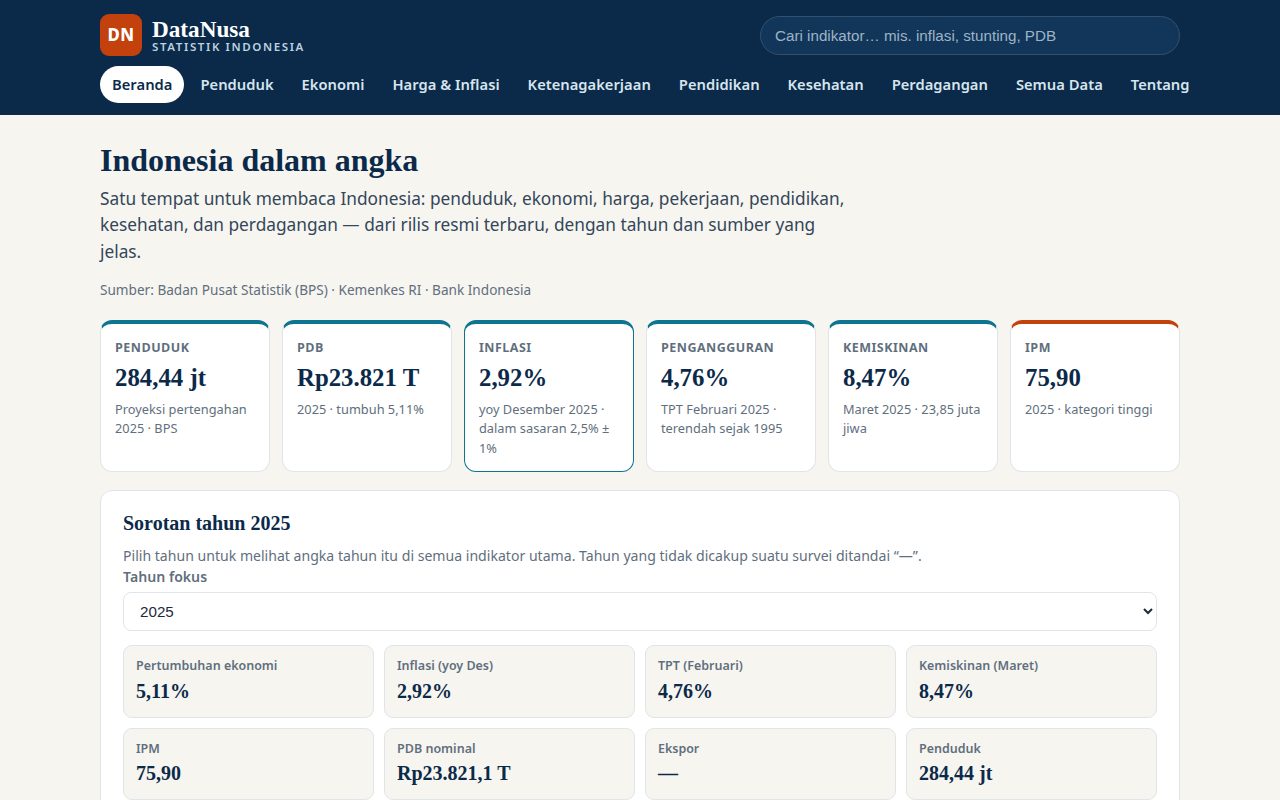 DN
DataNusa
STATISTIK INDONESIA
Cari indikator… mis. inflasi, stunting, PDB
Beranda
Penduduk
Ekonomi
Harga & Inflasi
Ketenagakerjaan
Pendidikan
Kesehatan
Perdagangan
Semua Data
Tentang
Indonesia dalam angka
Satu tempat untuk membaca Indonesia: penduduk, ekonomi, harga, pekerjaan, pendidikan,
kesehatan, dan perdagangan — dari rilis resmi terbaru, dengan tahun dan sumber yang
jelas.
Sumber: Badan Pusat Statistik (BPS) · Kemenkes RI · Bank Indonesia
PENDUDUK
284,44 jt
Proyeksi pertengahan
2025 · BPS
PDB
Rp23.821 T
2025 · tumbuh 5,11%
INFLASI
2,92%
yoy Desember 2025 ·
dalam sasaran 2,5% ±
1%
PENGANGGURAN
4,76%
TPT Februari 2025 ·
terendah sejak 1995
KEMISKINAN
8,47%
Maret 2025 · 23,85 juta
jiwa
IPM
75,90
2025 · kategori tinggi
Sorotan tahun 2025
Pilih tahun untuk melihat angka tahun itu di semua indikator utama. Tahun yang tidak dicakup suatu survei ditandai “—”.
Tahun fokus
2025
Pertumbuhan ekonomi
5,11%
Inflasi (yoy Des)
2,92%
TPT (Februari)
4,76%
Kemiskinan (Maret)
8,47%
IPM
75,90
PDB nominal
Rp23.821,1 T
Ekspor
—
Penduduk
284,44 jt